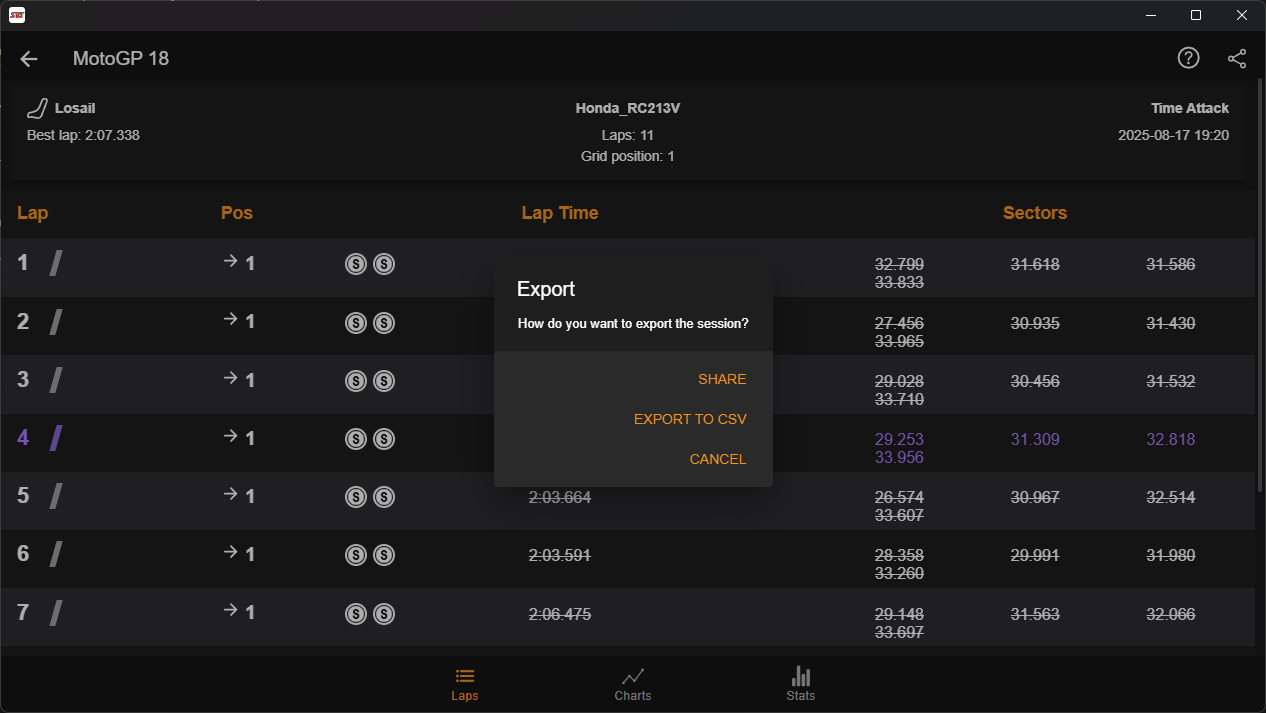 MotoGP 18
Losail
Honda_RC213V
Time Attack
Best lap: 2:07.338
Laps: 11
2025-08-17 19:20
Grid position: 1
Lap
Pos
Lap Time
Sectors
1
1
32.799
31.618
31.586
33.833
2
1
27.456
30.935
31.430
33.965
3
1
29.028
30.456
31.532
33.710
4
1
29.253
31.309
32.818
33.956
5
1
2:03.664
26.574
30.967
32.514
33.607
6
1
2:03.591
28.358
29.991
31.980
33.260
7
1
2:06.475
29.148
31.563
32.066
33.697
Export
How do you want to export the session?
SHARE
EXPORT TO CSV
CANCEL
Laps
Charts
Stats